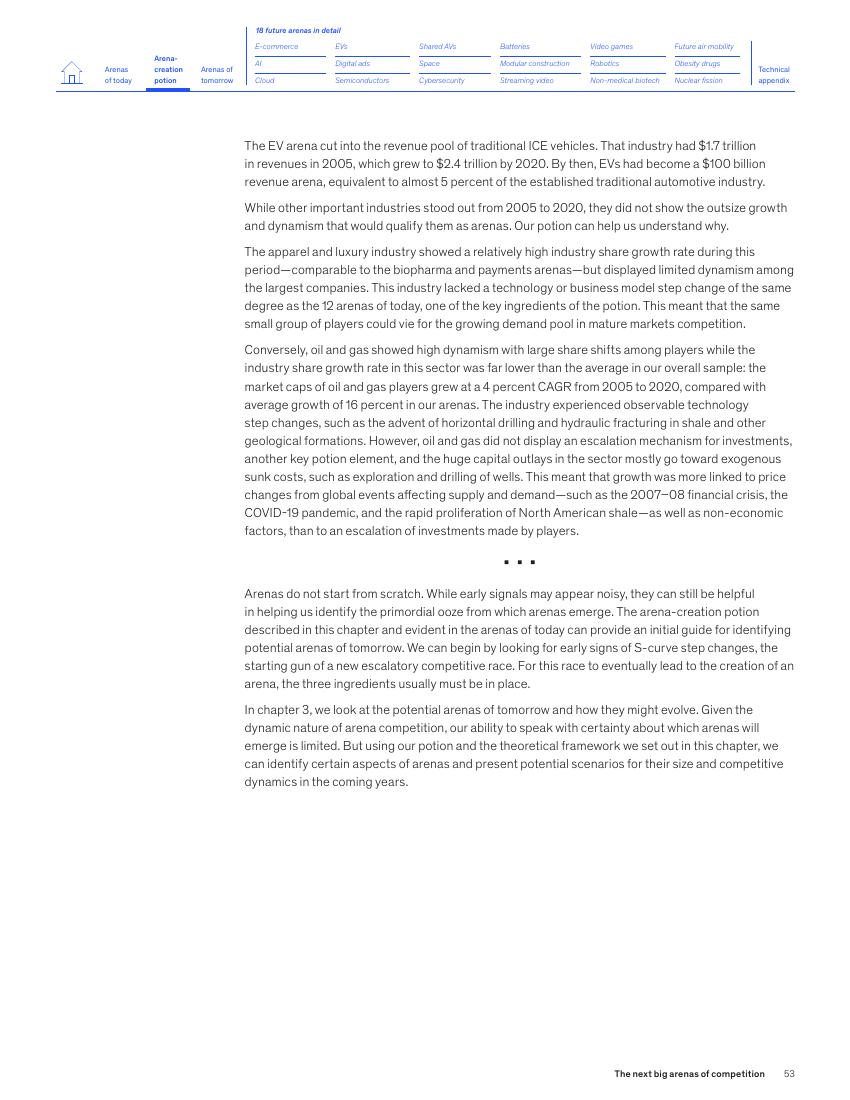 18 future arenas in detail
Arenas
of today
Arena-
creation
potion
Arenas of
tomorrow
E-commerce
EVs
Shared AVs
Batteries
Video games
Future air mobility
AI
Digital ads
Space
Modular construction
Robotics
Obesity drugs
Cloud
Semiconductors
Cybersecurity
Streaming video
Non-medical biotech
Nuclear fission
Technical
appendix
The EV arena cut into the revenue pool of traditional ICE vehicles. That industry had $1.7 trillion
in revenues in 2005, which grew to $2.4 trillion by 2020. By then, EVs had become a $100 billion
revenue arena, equivalent to almost 5 percent of the established traditional automotive industry.
While other important industries stood out from 2005 to 2020, they did not show the outsize growth
and dynamism that would qualify them as arenas. Our potion can help us understand why.
The apparel and luxury industry showed a relatively high industry share growth rate during this
period—comparable to the biopharma and payments arenas—but displayed limited dynamism among
the largest companies. This industry lacked a technology or business model step change of the same
degree as the 12 arenas of today, one of the key ingredients of the potion. This meant that the same
small group of players could vie for the growing demand pool in mature markets competition.
Conversely, oil and gas showed high dynamism with large share shifts among players while the
industry share growth rate in this sector was far lower than the average in our overall sample: the
market caps of oil and gas players grew at a 4 percent CAGR from 2005 to 2020, compared with
average growth of 16 percent in our arenas. The industry experienced observable technology
step changes, such as the advent of horizontal drilling and hydraulic fracturing in shale and other
geological formations. However, oil and gas did not display an escalation mechanism for investments,
another key potion element, and the huge capital outlays in the sector mostly go toward exogenous
sunk costs, such as exploration and drilling of wells. This meant that growth was more linked to price
changes from global events affecting supply and demand—such as the 2007–08 financial crisis, the
COVID-19 pandemic, and the rapid proliferation of North American shale—as well as non-economic
factors, than to an escalation of investments made by players.
Arenas do not start from scratch. While early signals may appear noisy, they can still be helpful
in helping us identify the primordial ooze from which arenas emerge. The arena-creation potion
described in this chapter and evident in the arenas of today can provide an initial guide for identifying
potential arenas of tomorrow. We can begin by looking for early signs of S-curve step changes, the
starting gun of a new escalatory competitive race. For this race to eventually lead to the creation of an
arena, the three ingredients usually must be in place.
In chapter 3, we look at the potential arenas of tomorrow and how they might evolve. Given the
dynamic nature of arena competition, our ability to speak with certainty about which arenas will
emerge is limited. But using our potion and the theoretical framework we set out in this chapter, we
can identify certain aspects of arenas and present potential scenarios for their size and competitive
dynamics in the coming years.
The next big arenas of competition 53